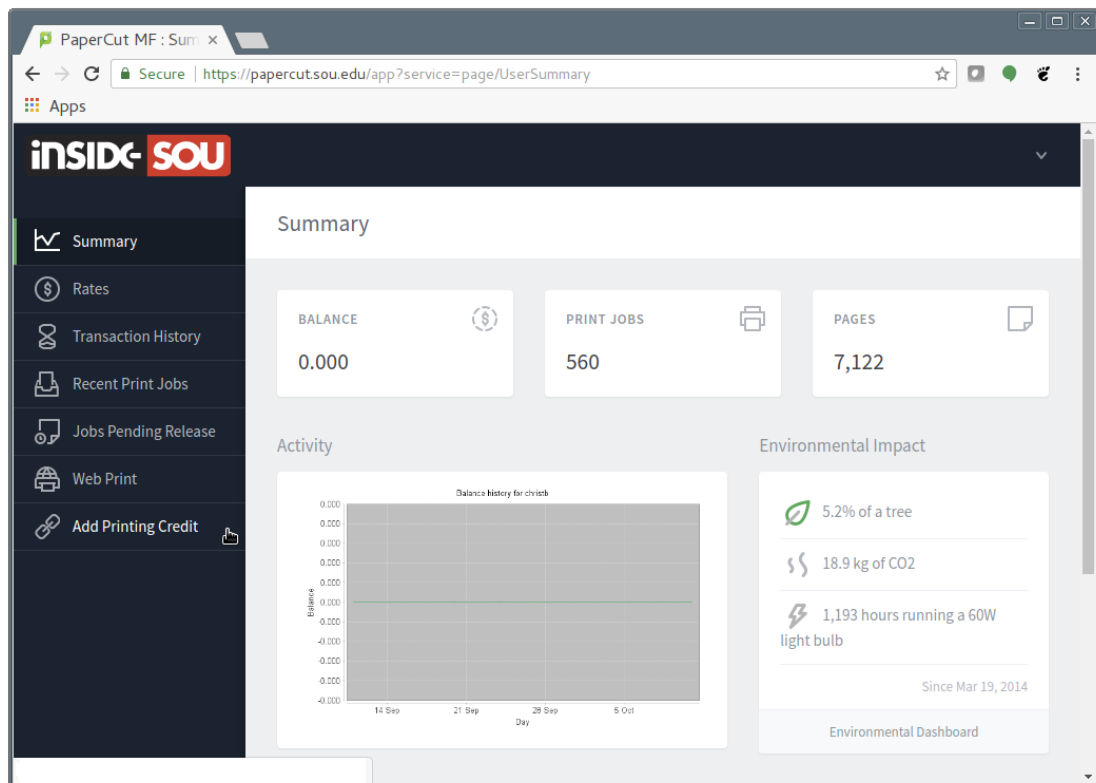 PaperCut MF : Sum
Secure https://papercut.sou.edu/app?service=page/UserSummary
Apps
inSIDE SOU
Summary
Rates
Transaction History
Recent Print Jobs
Jobs Pending Release
Web Print
Add Printing Credit
Summary
BALANCE
0.000
PRINT JOBS
560
PAGES
7,122
Activity
Balance history for christb
0.000
0.000
0.000
0.000
0.000
0.000
-0.000
-0.000
-0.000
-0.000
-0.000
Balance
14 Sep 21 Sep 28 Sep 5 Oct
Day
Environmental Impact
5.2% of a tree
18.9 kg of CO2
1,193 hours running a 60W
light bulb
Since Mar 19, 2014
Environmental Dashboard